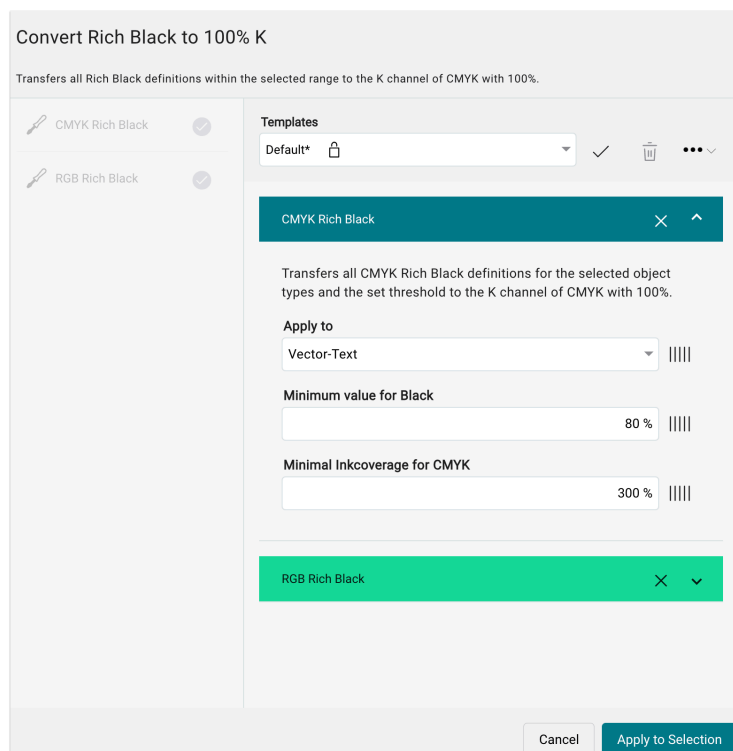 Convert Rich Black to 100% K
Transfers all Rich Black definitions within the selected range to the K channel of CMYK with 100%.
CMYK Rich Black
RGB Rich Black
Templates
Default*
CMYK Rich Black
Transfers all CMYK Rich Black definitions for the selected object
types and the set threshold to the K channel of CMYK with 100%.
Apply to
Vector-Text
Minimum value for Black
80 %
Minimal Inkcoverage for CMYK
300 %
RGB Rich Black
Cancel
Apply to Selection